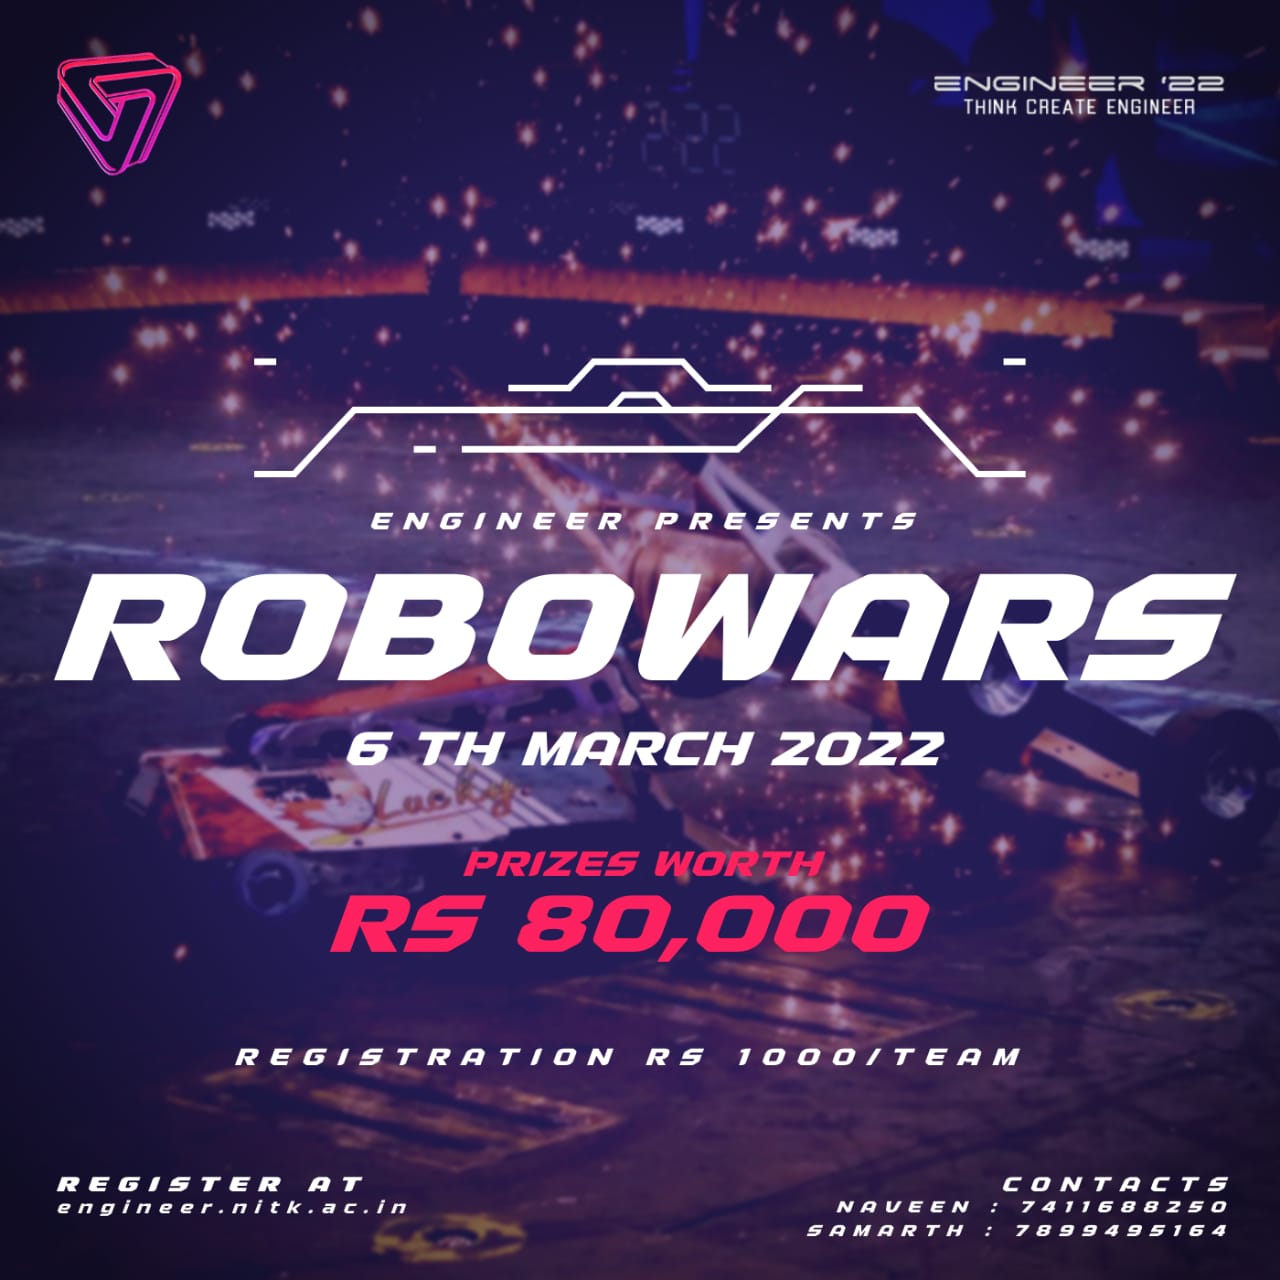 ENGINEER '22
THINK CREATE ENGINEER
ENGINEER PRESENTS
ROBOWARS
6 TH MARCH 2022
Lucky
PRIZES WORTH
RS 80,000
REGISTRATION RS 1000/TEAM
REGISTER AT
engineer.nitk.ac.in
CONTACTS
NAVEEN : 7411688250
SAMARTH : 7899495164